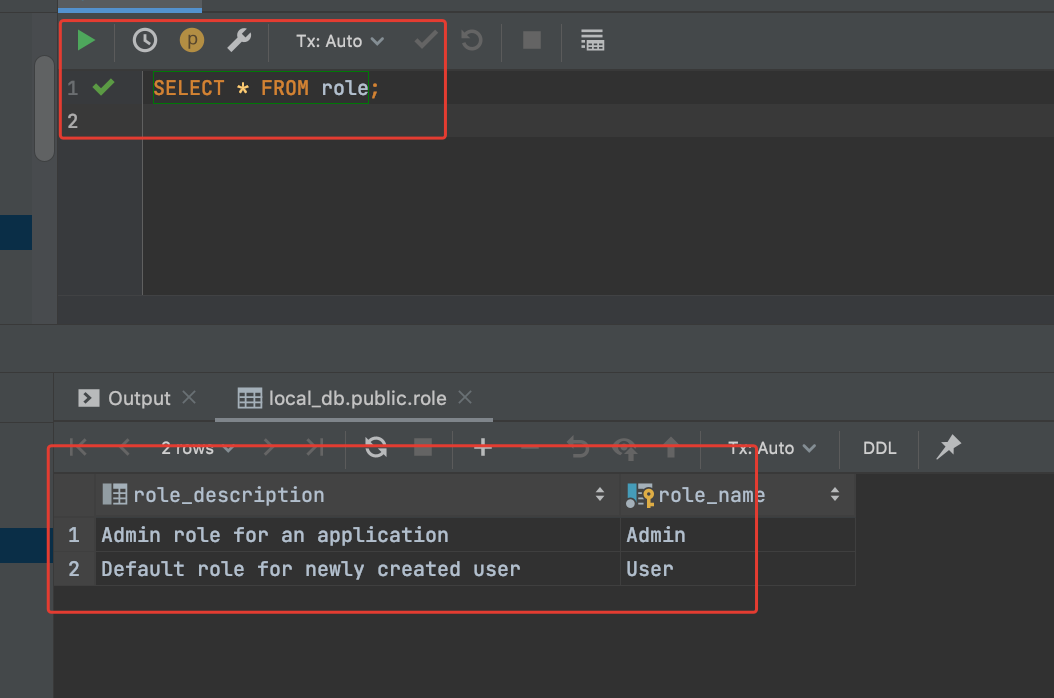 p Tx: Auto
1 SELECT * FROM role;
2
Output local_db.public.role
2 rows Tx: Auto DDL
role_description role_name
1 Admin role for an application Admin
2 Default role for newly created user User